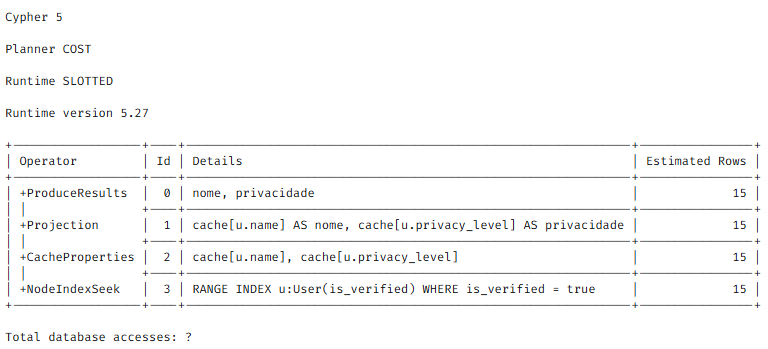 Cypher 5
Planner COST
Runtime SLOTTED
Runtime version 5.27
+------------------+----+----------------------------------------------------------------+----------------+
| Operator         | Id | Details                                                        | Estimated Rows |
+------------------+----+----------------------------------------------------------------+----------------+
| +ProduceResults  |  0 | nome, privacidade                                              |             15 |
| |                +----+----------------------------------------------------------------+----------------+
| +Projection      |  1 | cache[u.name] AS nome, cache[u.privacy_level] AS privacidade   |             15 |
| |                +----+----------------------------------------------------------------+----------------+
| +CacheProperties |  2 | cache[u.name], cache[u.privacy_level]                          |             15 |
| |                +----+----------------------------------------------------------------+----------------+
| +NodeIndexSeek   |  3 | RANGE INDEX u:User(is_verified) WHERE is_verified = true       |             15 |
+------------------+----+----------------------------------------------------------------+----------------+
Total database accesses: ?